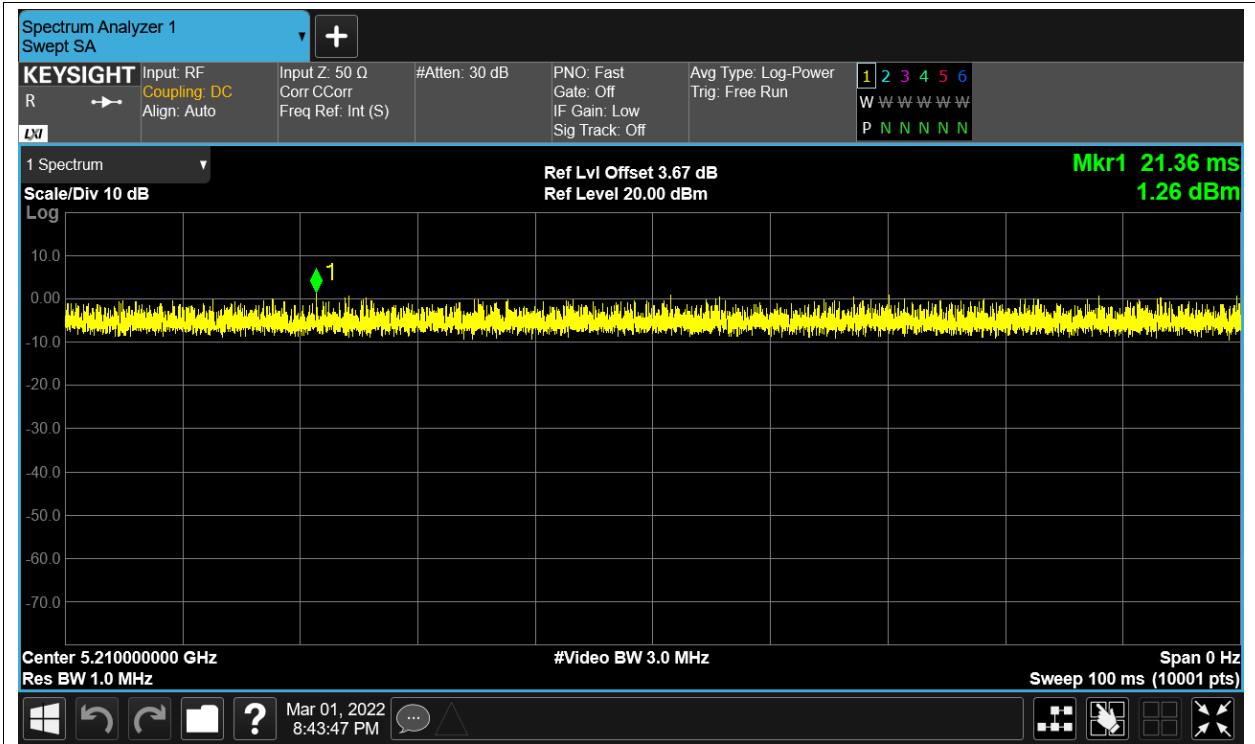 Spectrum Analyzer 1
Swept SA
KEYSIGHT
R
LXI
Input: RF
Coupling: DC
Align: Auto
Input Z: 50 Ω
Corr CCorr
Freq Ref: Int (S)
#Atten: 30 dB
PNO: Fast
Gate: Off
IF Gain: Low
Sig Track: Off
Avg Type: Log-Power
Trig: Free Run
1 2 3 4 5 6
W W W W W W
P N N N N N
1 Spectrum
Scale/Div 10 dB
Ref Lvl Offset 3.67 dB
Ref Level 20.00 dBm
Mkr1 21.36 ms
1.26 dBm
Log
10.0
1
0.00
-10.0
-20.0
-30.0
-40.0
-50.0
-60.0
-70.0
Center 5.210000000 GHz
#Video BW 3.0 MHz
Span 0 Hz
Res BW 1.0 MHz
Sweep 100 ms (10001 pts)
?
Mar 01, 2022
8:43:47 PM